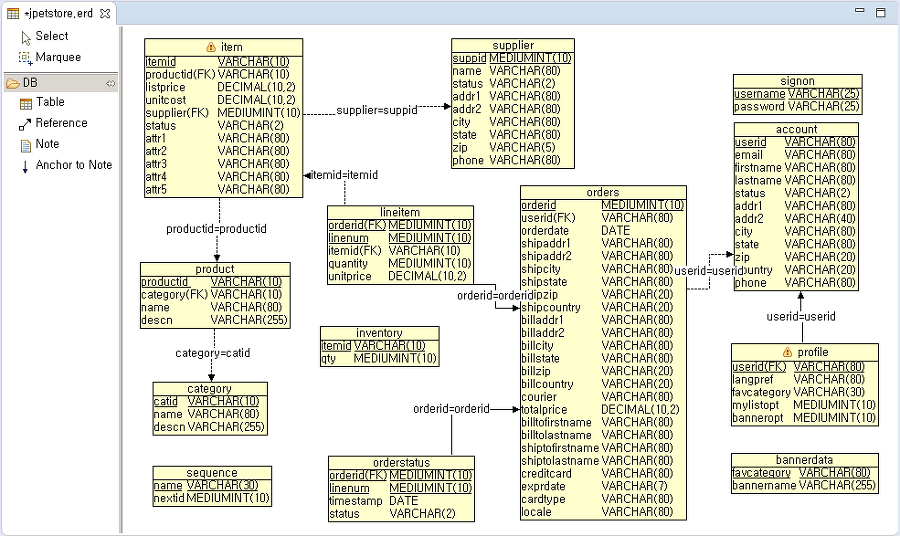 *jpetstore.erd
Select
Marquee
DB
Table
Reference
Note
Anchor to Note
item
itemid VARCHAR(10)
productid(FK) VARCHAR(10)
listprice DECIMAL(10,2)
unitcost DECIMAL(10,2)
supplier(FK) MEDIUMINT(10)
status VARCHAR(2)
attr1 VARCHAR(80)
attr2 VARCHAR(80)
attr3 VARCHAR(80)
attr4 VARCHAR(80)
attr5 VARCHAR(80)
supplier=suppid
supplier
suppid MEDIUMINT(10)
name VARCHAR(80)
status VARCHAR(2)
addr1 VARCHAR(80)
addr2 VARCHAR(80)
city VARCHAR(80)
state VARCHAR(80)
zip VARCHAR(5)
phone VARCHAR(80)
signon
username VARCHAR(25)
password VARCHAR(25)
account
userid VARCHAR(80)
email VARCHAR(80)
firstname VARCHAR(80)
lastname VARCHAR(80)
status VARCHAR(2)
addr1 VARCHAR(80)
addr2 VARCHAR(40)
city VARCHAR(80)
state VARCHAR(80)
zip VARCHAR(20)
ountry VARCHAR(20)
phone VARCHAR(80)
itemid=itemid
lineitem
orderid(FK) MEDIUMINT(10)
linenum MEDIUMINT(10)
itemid(FK) VARCHAR(10)
quantity MEDIUMINT(10)
unitprice DECIMAL(10,2)
orderid=orderid
orders
orderid MEDIUMINT(10)
userid(FK) VARCHAR(80)
orderdate DATE
shipaddr1 VARCHAR(80)
shipaddr2 VARCHAR(80)
shipcity VARCHAR(80)
shipstate VARCHAR(80)
ipzip VARCHAR(20)
shipcountry VARCHAR(20)
billaddr1 VARCHAR(80)
billaddr2 VARCHAR(80)
billcity VARCHAR(80)
billstate VARCHAR(80)
billzip VARCHAR(20)
billcountry VARCHAR(20)
courier VARCHAR(80)
totalprice DECIMAL(10,2)
billtofirstname VARCHAR(80)
billtolastname VARCHAR(80)
shiptofirstname VARCHAR(80)
shiptolastname VARCHAR(80)
creditcard VARCHAR(80)
exprdate VARCHAR(7)
cardtype VARCHAR(80)
locale VARCHAR(80)
userid=userid
productid=productid
product
productid VARCHAR(10)
category(FK) VARCHAR(10)
name VARCHAR(80)
descn VARCHAR(255)
category=catid
category
catid VARCHAR(10)
name VARCHAR(80)
descn VARCHAR(255)
sequence
name VARCHAR(30)
nextid MEDIUMINT(10)
inventory
itemid VARCHAR(10)
qty MEDIUMINT(10)
orderid=orderid
orderstatus
orderid(FK) MEDIUMINT(10)
linenum MEDIUMINT(10)
timestamp DATE
status VARCHAR(2)
userid=userid
profile
userid(FK) VARCHAR(80)
langpref VARCHAR(80)
favcategory VARCHAR(30)
mylistopt MEDIUMINT(10)
banneropt MEDIUMINT(10)
bannerdata
favcategory VARCHAR(80)
bannername VARCHAR(255)